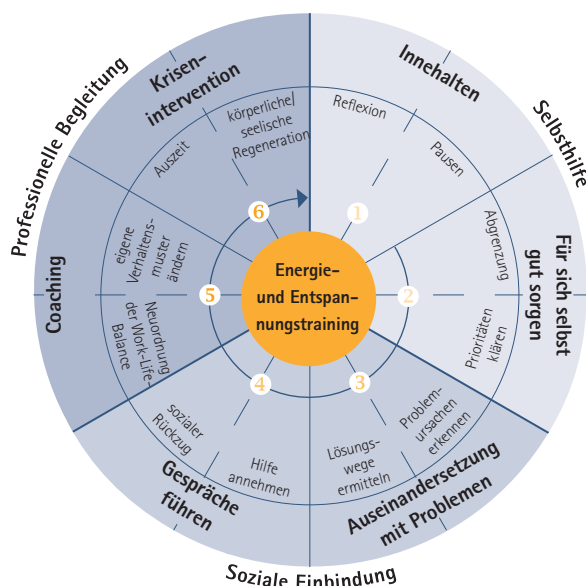 Professionelle Begleitung
Selbsthilfe
Soziale Einbindung
Innehalten
Reflexion
Pausen
1
Für sich selbst
gut sorgen
Abgrenzung
Prioritäten
klären
2
Auseinandersetzung
mit Problemen
Problem-
ursachen
erkennen
Lösungs-
wege
ermitteln
3
Gespräche
führen
Hilfe
annehmen
sozialer
Rückzug
4
Coaching
Neuordnung
der Work-Life-
Balance
eigene
Verhaltens-
muster
ändern
5
Krisen-
intervention
Auszeit
körperliche/
seelische
Regeneration
6
Energie-
und Entspan-
nungstraining